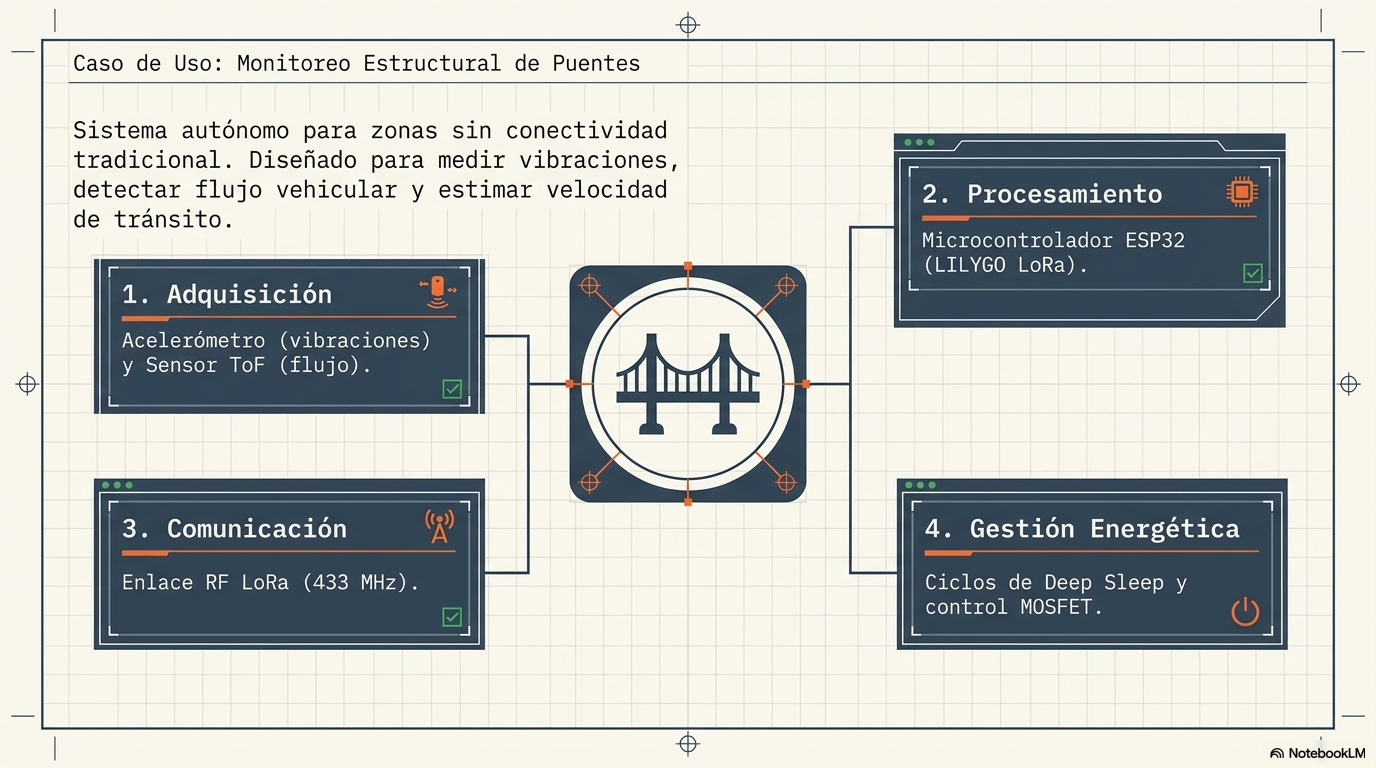 Caso de Uso: Monitoreo Estructural de Puentes
Sistema autónomo para zonas sin conectividad
tradicional. Diseñado para medir vibraciones,
detectar flujo vehicular y estimar velocidad
de tránsito.
1. Adquisición
Acelerómetro (vibraciones)
y Sensor ToF (flujo).
2. Procesamiento
Microcontrolador ESP32
(LILYGO LoRa).
3. Comunicación
Enlace RF LoRa (433 MHz).
4. Gestión Energética
Ciclos de Deep Sleep y
control MOSFET.
NotebookLM